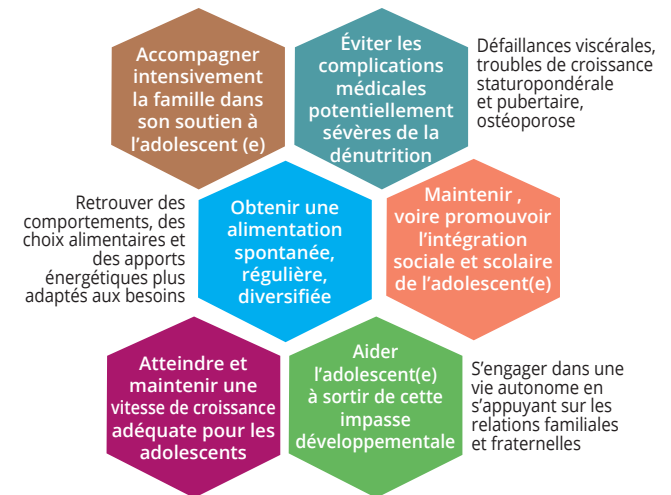 Accompagner
intensivement
la famille dans
son soutien à
l’adolescent (e)
Éviter les
complications
médicales
potentiellement
sévères de la
dénutrition
Défaillances viscérales,
troubles de croissance
staturopondérale
et pubertaire,
ostéoporose
Retrouver des
comportements, des
choix alimentaires et
des apports
énergétiques plus
adaptés aux besoins
Obtenir une
alimentation
spontanée,
régulière,
diversifiée
Maintenir ,
voire promouvoir
l’intégration
sociale et scolaire
de l’adolescent(e)
Atteindre et
maintenir une
vitesse de croissance
adéquate pour les
adolescents
Aider
l’adolescent(e)
à sortir de cette
impasse
développementale
S’engager dans une
vie autonome en
s’appuyant sur les
relations familiales
et fraternelles